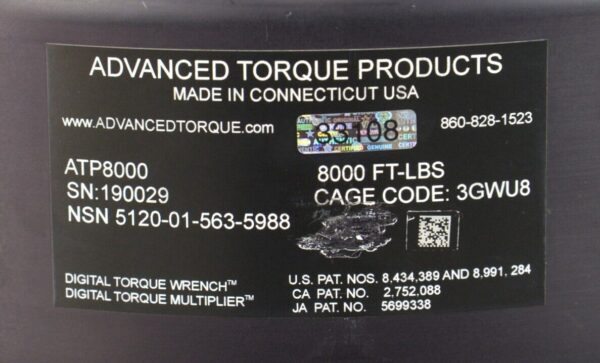 ADVANCED TORQUE PRODUCTS
MADE IN CONNECTICUT USA
www.ADVANCEDTORQUE.com
83108
860-828-1523
ATP8000
8000 FT-LBS
SN:190029
CAGE CODE: 3GWU8
NSN 5120-01-563-5988
DIGITAL TORQUE WRENCH™
DIGITAL TORQUE MULTIPLIER™
U.S. PAT. NOS. 8,434,389 AND 8,991, 284
CA PAT. NO. 2,752,088
JA PAT. NO. 5699338